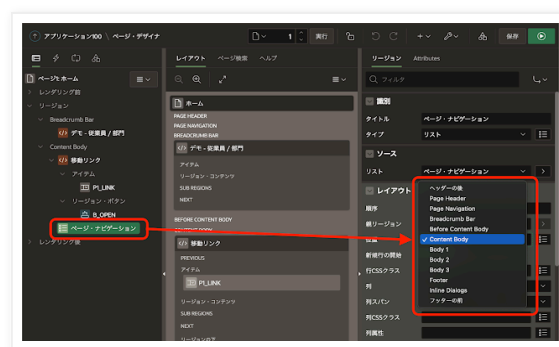 アプリケーション100 \ ページ・デザイナ
1
実行
保存
ページ1: ホーム
レンダリング前
リージョン
Breadcrumb Bar
デモ - 従業員 / 部門
Content Body
移動リンク
アイテム
P1_LINK
リージョン・ボタン
B_OPEN
ページ・ナビゲーション
レンダリング後
レイアウト
ページ検索
ヘルプ
ホーム
PAGE HEADER
PAGE NAVIGATION
BREADCRUMB BAR
デモ - 従業員 / 部門
アイテム
リージョン・コンテンツ
SUB REGIONS
NEXT
BEFORE CONTENT BODY
CONTENT BODY
移動リンク
PREVIOUS
アイテム
P1_LINK
リージョン・コンテンツ
SUB REGIONS
NEXT
リージョンの下
リージョン
Attributes
フィルタ
識別
タイトル
ページ・ナビゲーション
タイプ
リスト
ソース
リスト
ページ・ナビゲーション
レイアウト
順序
親リージョン
位置
新規行の開始
行CSSクラス
列
列スパン
列CSSクラス
列属性
ヘッダーの後
Page Header
Page Navigation
Breadcrumb Bar
Before Content Body
✓ Content Body
Body 1
Body 2
Body 3
Footer
Inline Dialogs
フッターの前